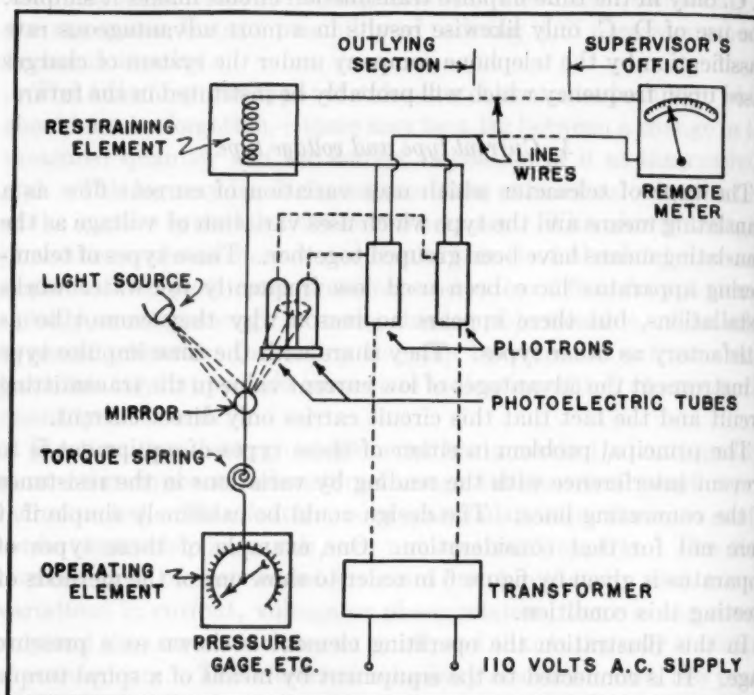 OUTLYING
SECTION
SUPERVISOR'S
OFFICE
RESTRAINING
ELEMENT
LINE
WIRES
REMOTE
METER
LIGHT SOURCE
PLIOTRONS
MIRROR
PHOTOELECTRIC TUBES
TORQUE SPRING
OPERATING
ELEMENT
TRANSFORMER
PRESSURE
GAGE, ETC.
110 VOLTS A.C. SUPPLY